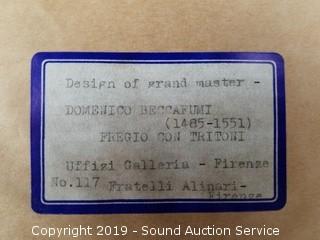 Design of grand master -
DOMENICO BECCAFUMI
(1485-1551)
FREGIO CON TRITONI
Uffizi Galleria - Firenze
No.117 Fratelli Alinari-
Firenze
Copyright 2019 - Sound Auction Service